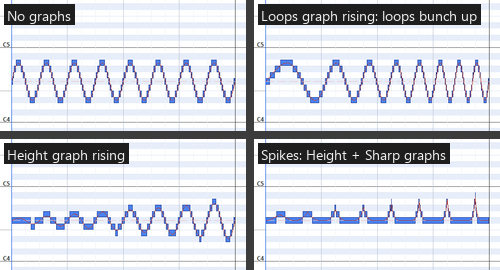 No graphs
Loops graph rising: loops bunch up
C5
C5
C4
C4
Height graph rising
Spikes: Height + Sharp graphs
C5
C5
C4
C4